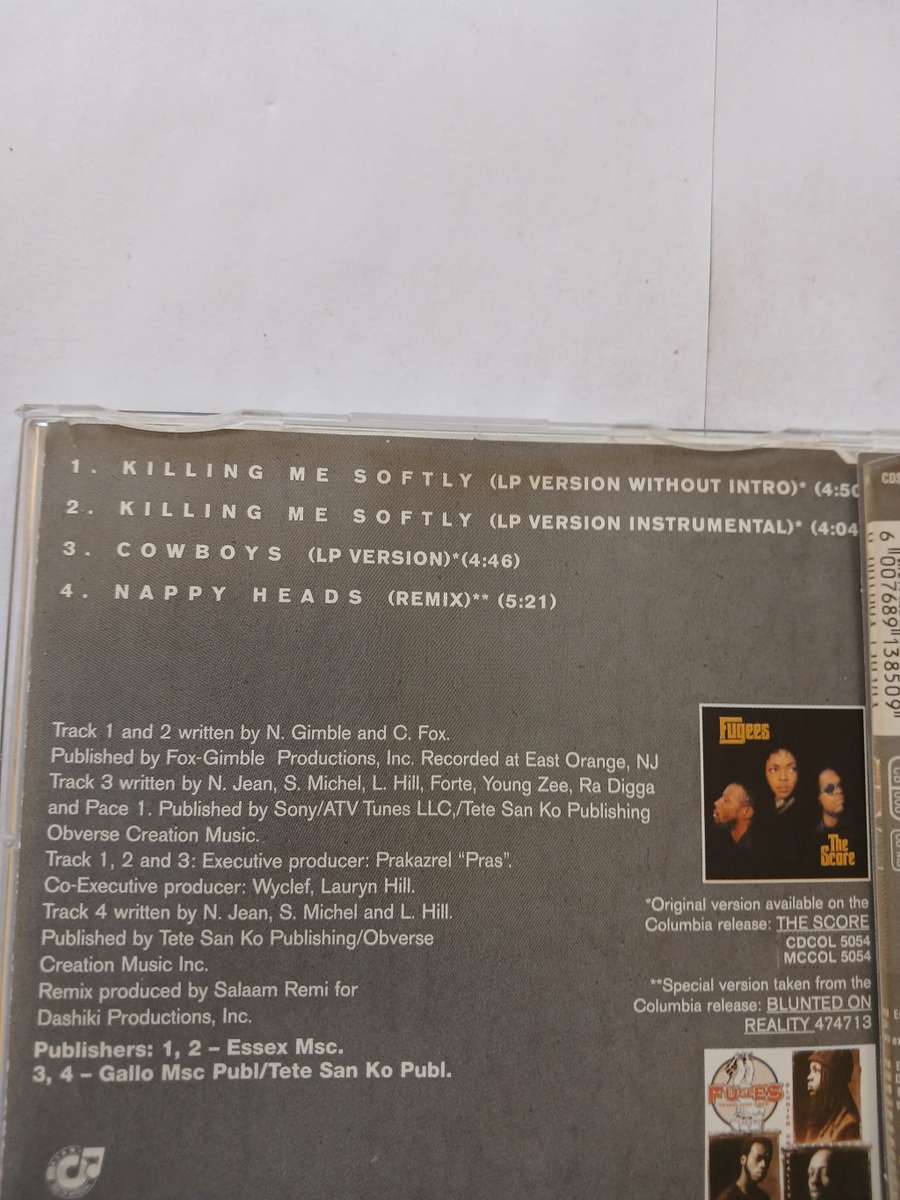 1. KILLING ME SOFTLY (LP VERSION WITHOUT INTRO)* (4:50
2. KILLING ME SOFTLY (LP VERSION INSTRUMENTAL)* (4:04
3. COWBOYS (LP VERSION)*(4:46)
4. NAPPY HEADS (REMIX)** (5:21)
Track 1 and 2 written by N. Gimble and C. Fox.
Published by Fox-Gimble Productions, Inc. Recorded at East Orange, NJ
Track 3 written by N. Jean, S. Michel, L. Hill, Forte, Young Zee, Ra Digga
and Pace 1. Published by Sony/ATV Tunes LLC,/Tete San Ko Publishing
Obverse Creation Music.
Track 1, 2 and 3: Executive producer: Prakazrel “Pras”.
Co-Executive producer: Wyclef, Lauryn Hill.
Track 4 written by N. Jean, S. Michel and L. Hill.
Published by Tete San Ko Publishing/Obverse
Creation Music Inc.
Remix produced by Salaam Remi for
Dashiki Productions, Inc.
Publishers: 1, 2 – Essex Msc.
3, 4 – Gallo Msc Publ/Tete San Ko Publ.
Fugees
The
Score
*Original version available on the
Columbia release: THE SCORE
CDCOL 5054
MCCOL 5054
**Special version taken from the
Columbia release: BLUNTED ON
REALITY 474713
FUGEES
6 007689 138509